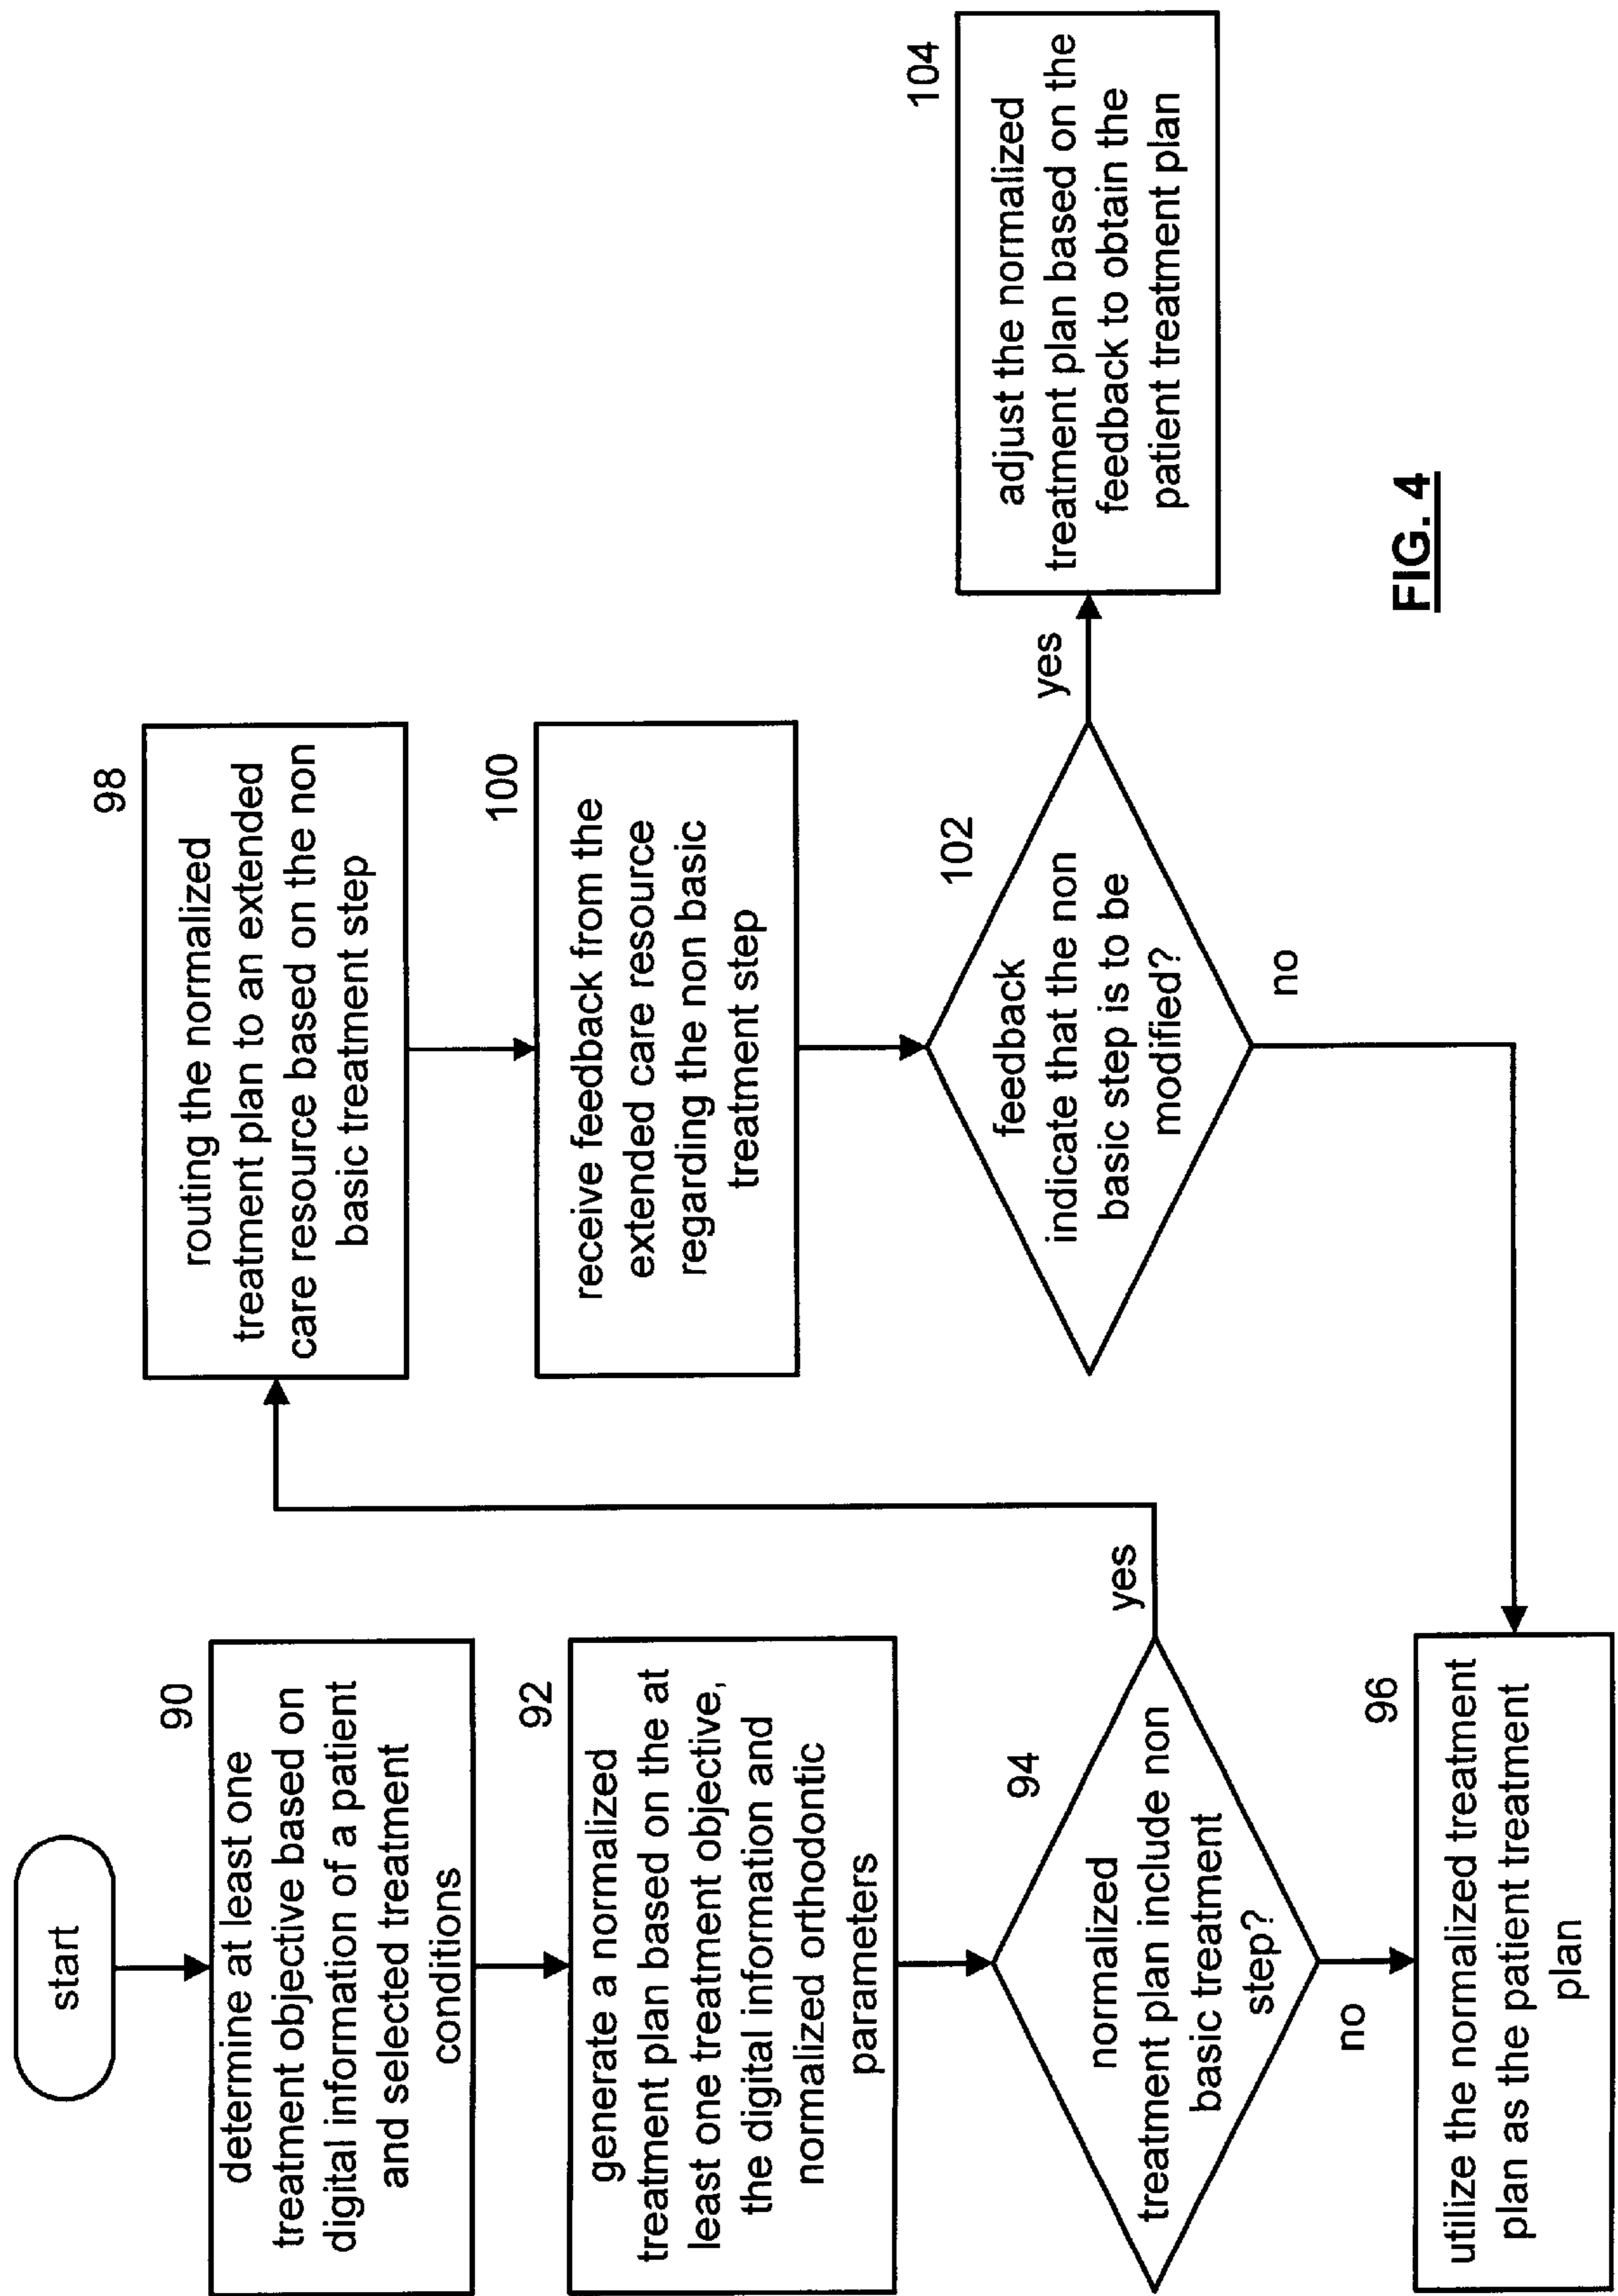 start
90
determine at least one
treatment objective based on
digital information of a patient
and selected treatment
conditions
92
generate a normalized
treatment plan based on the at
least one treatment objective,
the digital information and
normalized orthodontic
parameters
94
normalized
treatment plan include non
basic treatment
step?
yes
no
96
utilize the normalized treatment
plan as the patient treatment
plan
98
routing the normalized
treatment plan to an extended
care resource based on the non
basic treatment step
100
receive feedback from the
extended care resource
regarding the non basic
treatment step
102
feedback
indicate that the non
basic step is to be
modified?
yes
no
104
adjust the normalized
treatment plan based on the
feedback to obtain the
patient treatment plan
FIG. 4